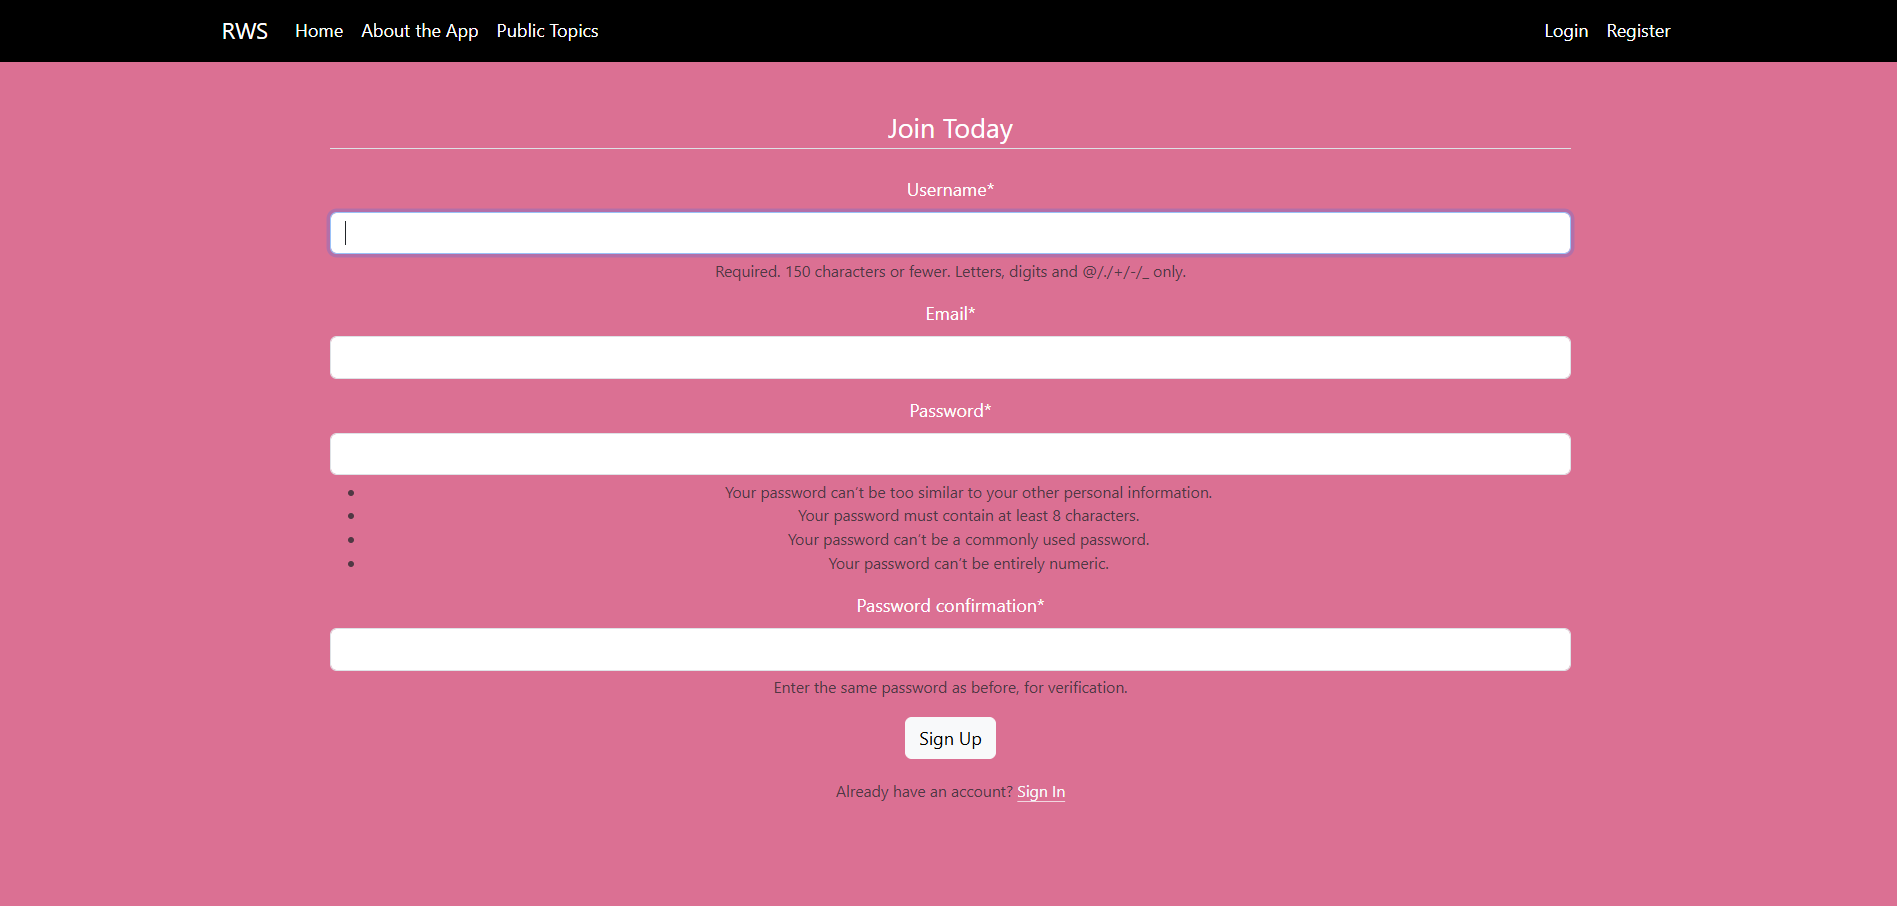 RWS Home About the App Public Topics Login Register
Join Today
Username*
Required. 150 characters or fewer. Letters, digits and @/./+/-/_ only.
Email*
Password*
• Your password can’t be too similar to your other personal information.
• Your password must contain at least 8 characters.
• Your password can’t be a commonly used password.
• Your password can’t be entirely numeric.
Password confirmation*
Enter the same password as before, for verification.
Sign Up
Already have an account? Sign In